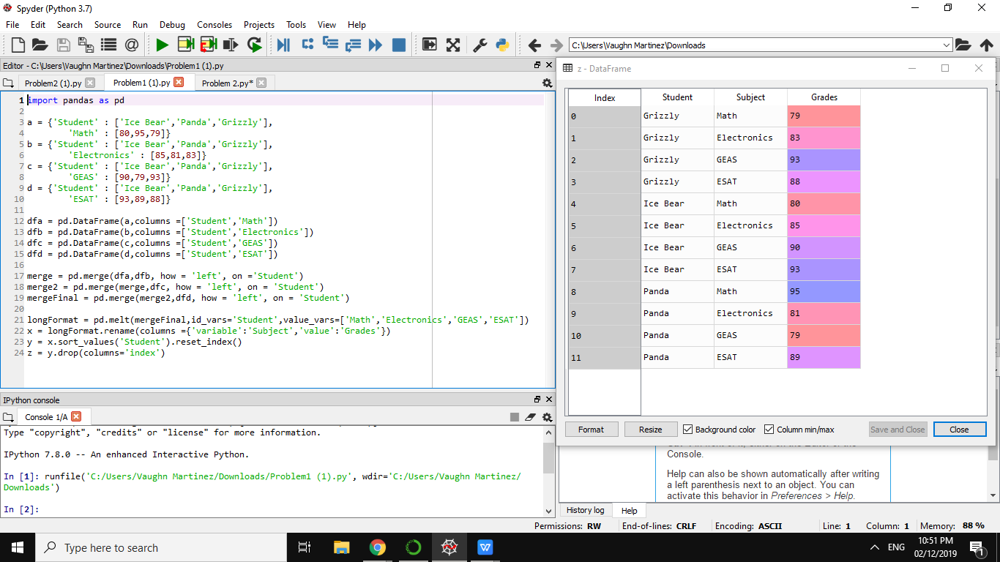 Spyder (Python 3.7)
File Edit Search Source Run Debug Consoles Projects Tools View Help
C:\Users\Vaughn Martinez\Downloads
Editor - C:\Users\Vaughn Martinez\Downloads\Problem1 (1).py
Problem2 (1).py Problem1 (1).py Problem 2.py*
1 import pandas as pd
2
3 a = {'Student' : ['Ice Bear','Panda','Grizzly'],
4 'Math' : [80,95,79]}
5 b = {'Student' : ['Ice Bear','Panda','Grizzly'],
6 'Electronics' : [85,81,83]}
7 c = {'Student' : ['Ice Bear','Panda','Grizzly'],
8 'GEAS' : [90,79,93]}
9 d = {'Student' : ['Ice Bear','Panda','Grizzly'],
10 'ESAT' : [93,89,88]}
11
12 dfa = pd.DataFrame(a,columns =['Student','Math'])
13 dfb = pd.DataFrame(b,columns =['Student','Electronics'])
14 dfc = pd.DataFrame(c,columns =['Student','GEAS'])
15 dfd = pd.DataFrame(d,columns =['Student','ESAT'])
16
17 merge = pd.merge(dfa,dfb, how = 'left', on ='Student')
18 merge2 = pd.merge(merge,dfc, how = 'left', on = 'Student')
19 mergeFinal = pd.merge(merge2,dfd, how = 'left', on = 'Student')
20
21 longFormat = pd.melt(mergeFinal,id_vars='Student',value_vars=['Math','Electronics','GEAS','ESAT'])
22 x = longFormat.rename(columns ={'variable':'Subject','value':'Grades'})
23 y = x.sort_values('Student').reset_index()
24 z = y.drop(columns='index')
z - DataFrame
Index Student Subject Grades
0 Grizzly Math 79
1 Grizzly Electronics 83
2 Grizzly GEAS 93
3 Grizzly ESAT 88
4 Ice Bear Math 80
5 Ice Bear Electronics 85
6 Ice Bear GEAS 90
7 Ice Bear ESAT 93
8 Panda Math 95
9 Panda Electronics 81
10 Panda GEAS 79
11 Panda ESAT 89
Format Resize Background color Column min/max Save and Close Close
IPython console
Console 1/A
Type "copyright", "credits" or "license" for more information.
IPython 7.8.0 -- An enhanced Interactive Python.
In [1]: runfile('C:/Users/Vaughn Martinez/Downloads/Problem1 (1).py', wdir='C:/Users/Vaughn Martinez/
Downloads')
In [2]:
Console.
Help can also be shown automatically after writing
a left parenthesis next to an object. You can
activate this behavior in Preferences > Help.
History log Help
Permissions: RW End-of-lines: CRLF Encoding: ASCII Line: 1 Column: 1 Memory: 88 %
Type here to search
ENG
10:51 PM
02/12/2019
1